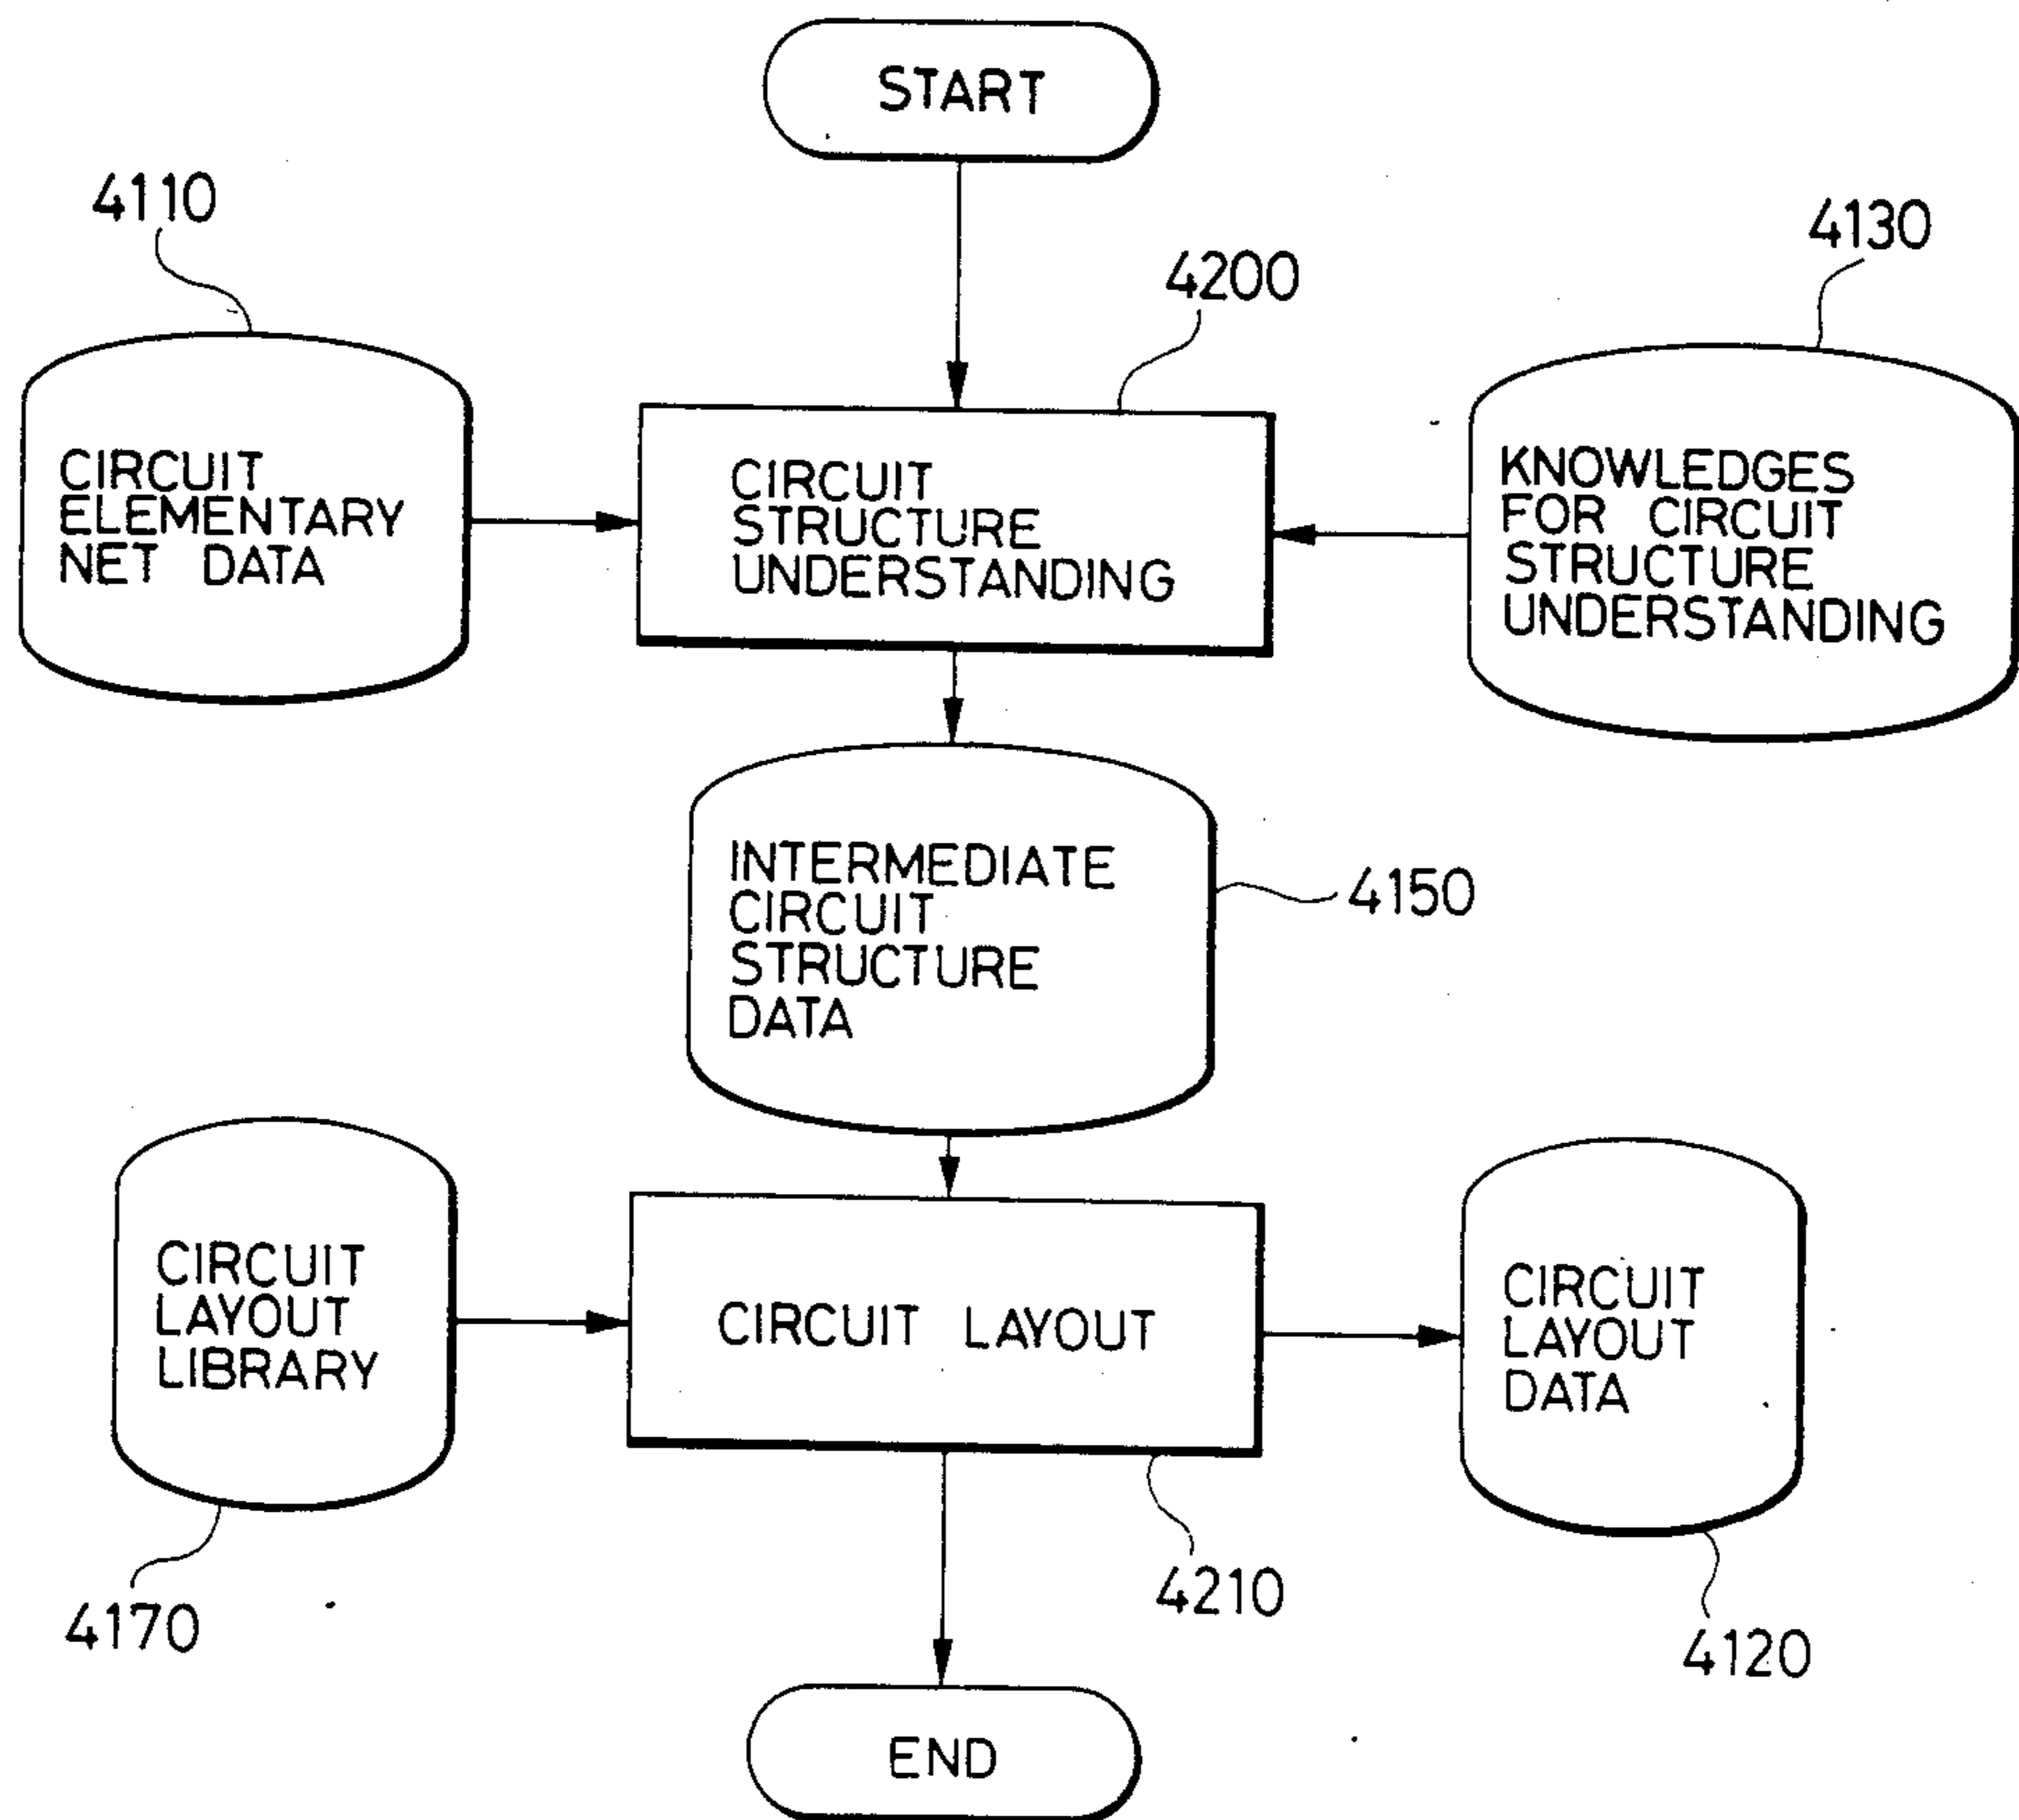 START
4110
4130
4200
CIRCUIT
ELEMENTARY
NET DATA
CIRCUIT
STRUCTURE
UNDERSTANDING
KNOWLEDGES
FOR CIRCUIT
STRUCTURE
UNDERSTANDING
INTERMEDIATE
CIRCUIT
STRUCTURE
DATA
4150
CIRCUIT
LAYOUT
LIBRARY
CIRCUIT LAYOUT
CIRCUIT
LAYOUT
DATA
4170
4210
4120
END